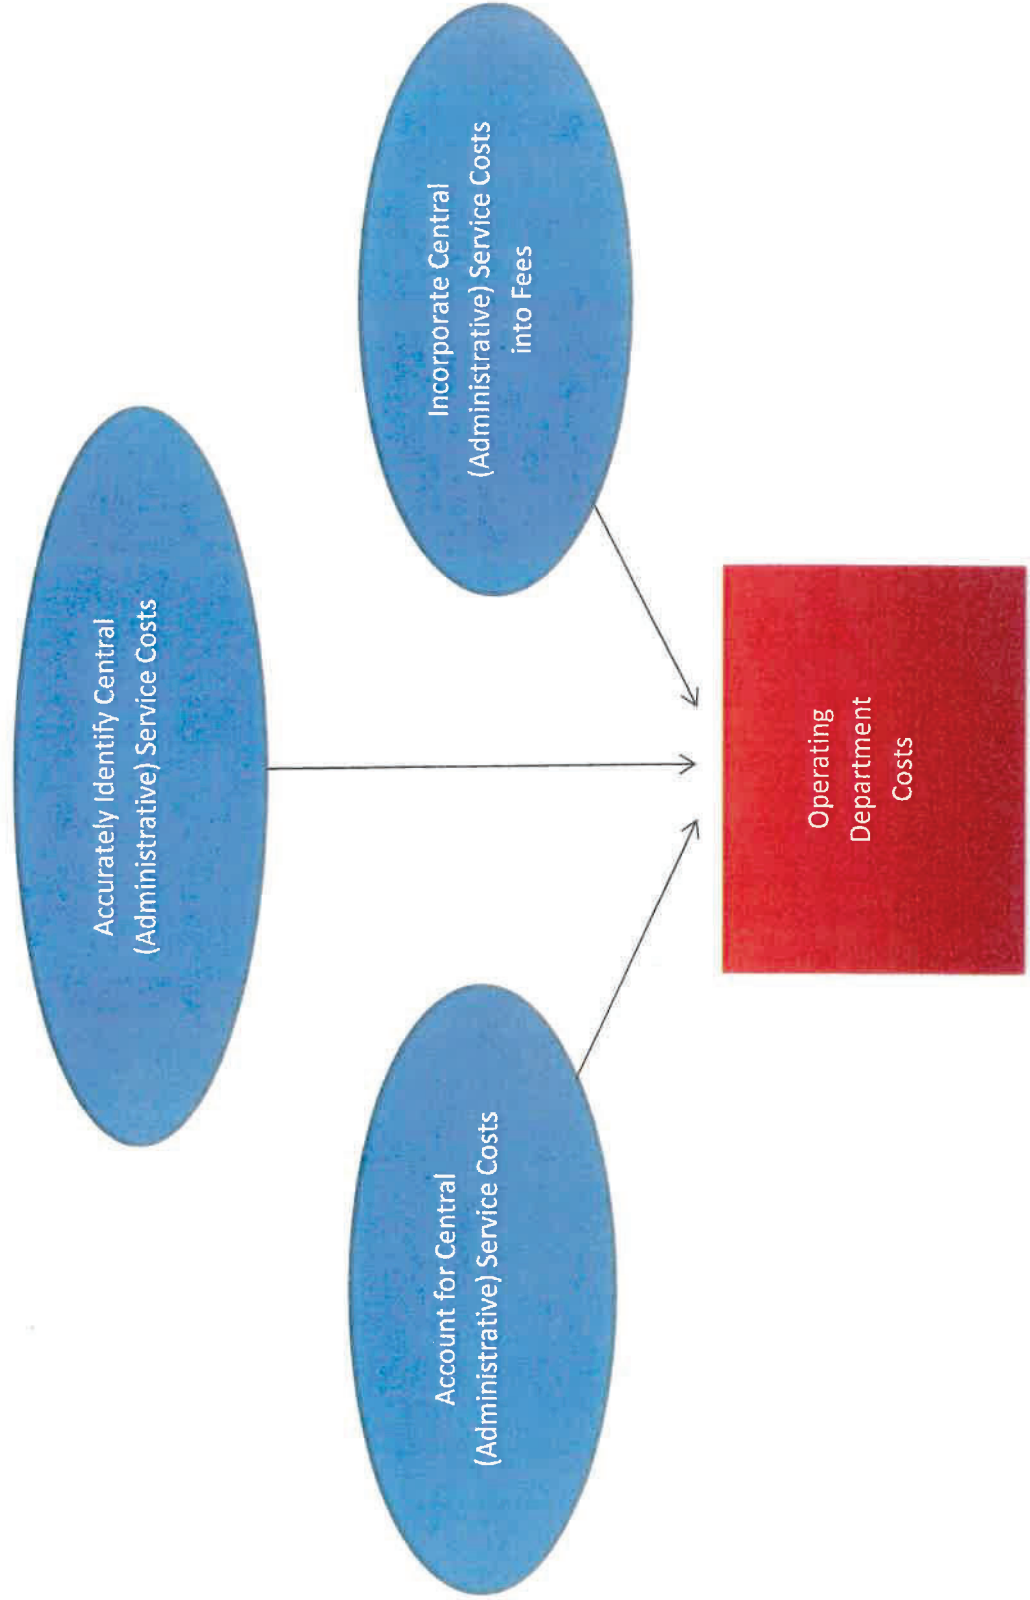 Accurately Identify Central
(Administrative) Service Costs
Account for Central
(Administrative) Service Costs
Incorporate Central
(Administrative) Service Costs
into Fees
Operating
Department
Costs